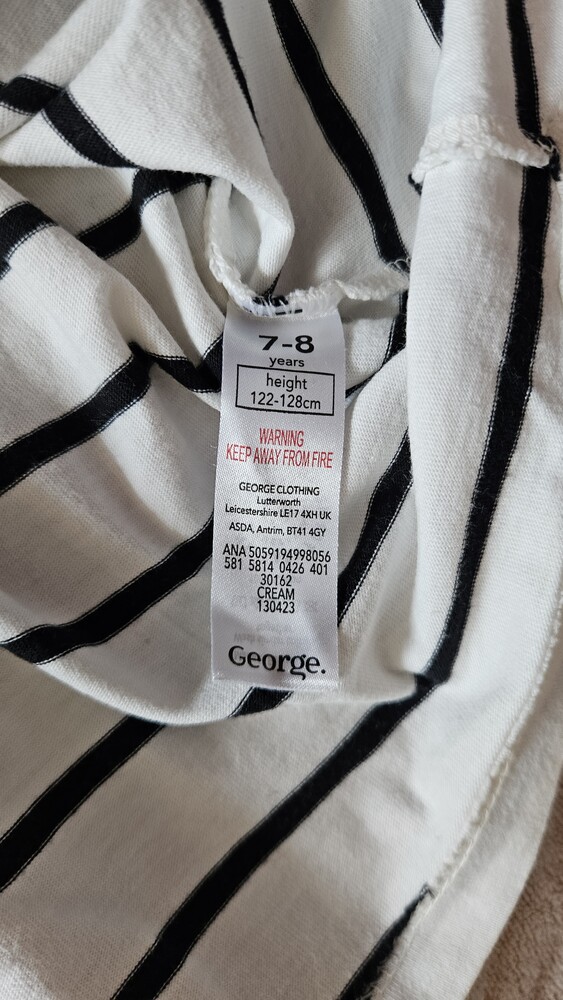 7-8
years
height
122-128cm
WARNING
KEEP AWAY FROM FIRE
GEORGE CLOTHING
Lutterworth
Leicestershire LE17 4XH UK
ASDA, Antrim, BT41 4GY
ANA 5059194998056
581 5814 0426 401
30162
CREAM
130423
George.